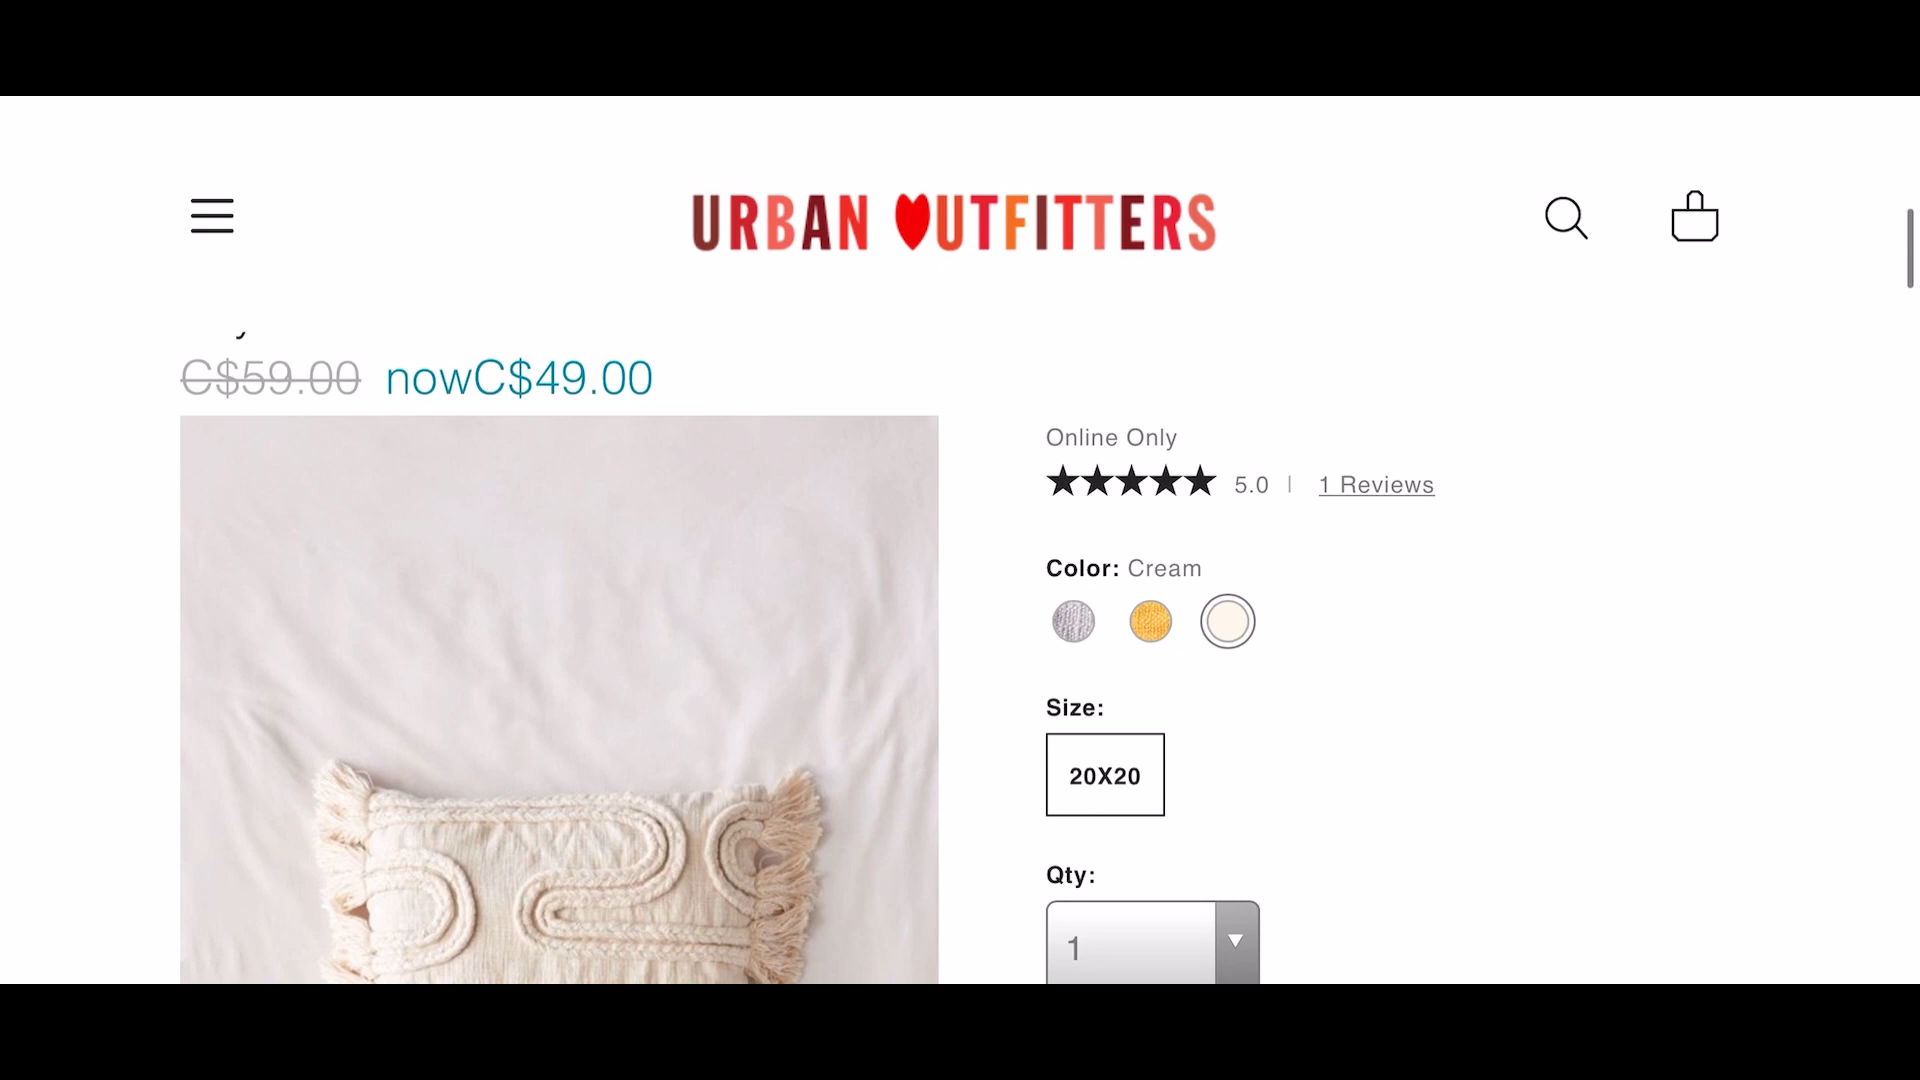 URBAN OUTFITTERS
C$59.00 nowC$49.00
Online Only
5.0 | 1 Reviews
Color: Cream
Size:
20X20
Qty:
1